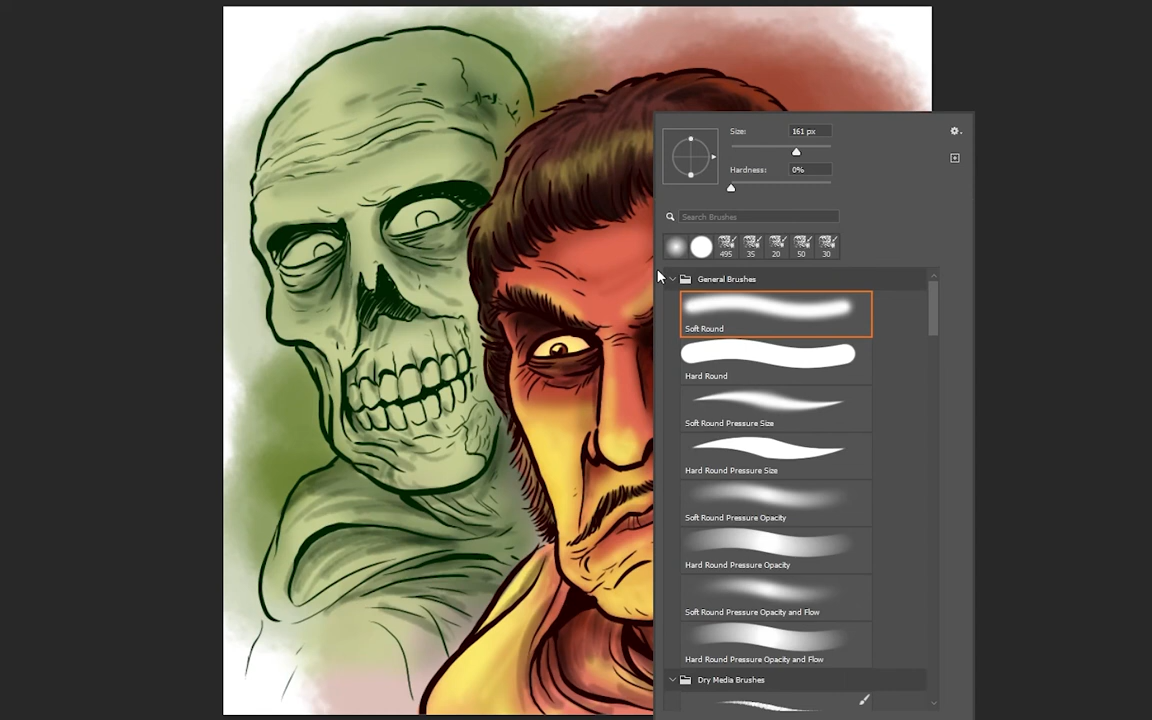 Size: 161 px
Hardness: 0%
Search Brushes
495 35 20 50 30
General Brushes
Soft Round
Hard Round
Soft Round Pressure Size
Hard Round Pressure Size
Soft Round Pressure Opacity
Hard Round Pressure Opacity
Soft Round Pressure Opacity and Flow
Hard Round Pressure Opacity and Flow
Dry Media Brushes